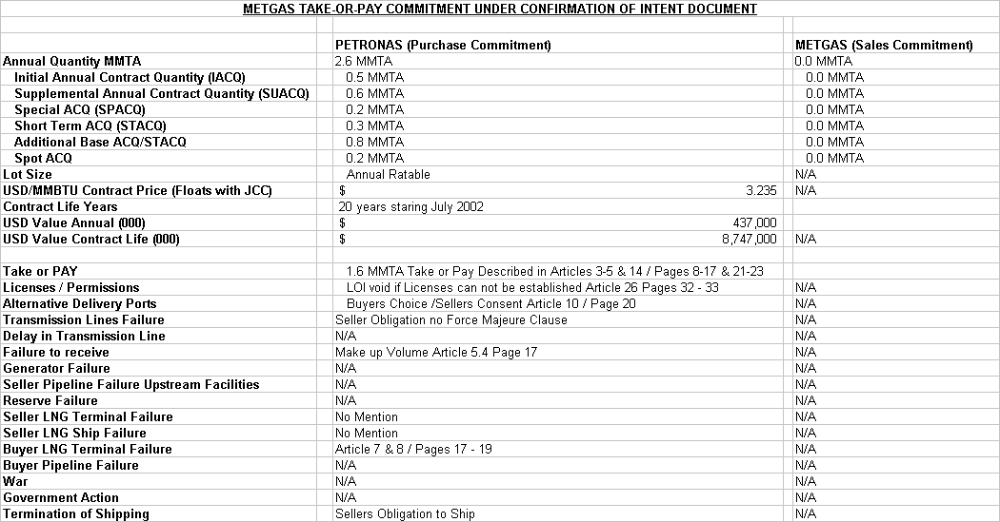 METGAS TAKE-OR-PAY COMMITMENT UNDER CONFIRMATION OF INTENT DOCUMENT
PETRONAS (Purchase Commitment) METGAS (Sales Commitment)
Annual Quantity MMTA 2.6 MMTA 0.0 MMTA
Initial Annual Contract Quantity (IACQ) 0.5 MMTA 0.0 MMTA
Supplemental Annual Contract Quantity (SUACQ) 0.6 MMTA 0.0 MMTA
Special ACQ (SPACQ) 0.2 MMTA 0.0 MMTA
Short Term ACQ (STACQ) 0.3 MMTA 0.0 MMTA
Additional Base ACQ/STACQ 0.8 MMTA 0.0 MMTA
Spot ACQ 0.2 MMTA 0.0 MMTA
Lot Size Annual Ratable N/A
USD/MMBTU Contract Price (Floats with JCC) $ 3.235 N/A
Contract Life Years 20 years staring July 2002
USD Value Annual (000) $ 437,000
USD Value Contract Life (000) $ 8,747,000 N/A
Take or PAY 1.6 MMTA Take or Pay Described in Articles 3-5 & 14 / Pages 8-17 & 21-23
Licenses / Permissions LOI void if Licenses can not be established Article 26 Pages 32 - 33 N/A
Alternative Delivery Ports Buyers Choice /Sellers Consent Article 10 / Page 20 N/A
Transmission Lines Failure Seller Obligation no Force Majeure Clause N/A
Delay in Transmission Line N/A N/A
Failure to receive Make up Volume Article 5.4 Page 17 N/A
Generator Failure N/A N/A
Seller Pipeline Failure Upstream Facilities N/A N/A
Reserve Failure N/A N/A
Seller LNG Terminal Failure No Mention N/A
Seller LNG Ship Failure No Mention N/A
Buyer LNG Terminal Failure Article 7 & 8 / Pages 17 - 19 N/A
Buyer Pipeline Failure N/A N/A
War N/A N/A
Government Action N/A N/A
Termination of Shipping Sellers Obligation to Ship N/A